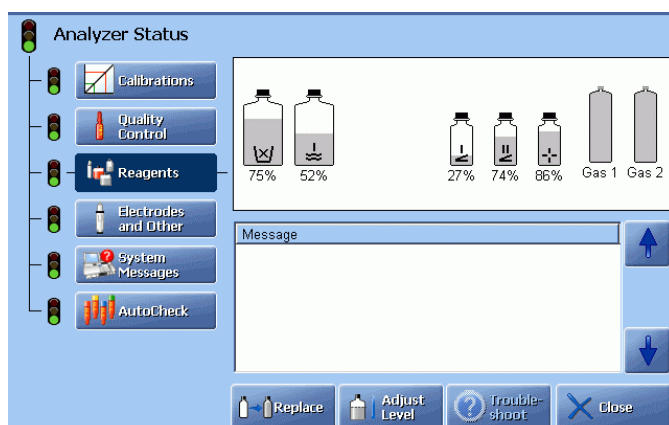 Analyzer Status
Calibrations
Quality
Control
Reagents
Electrodes
and Other
System
Messages
AutoCheck
75% 52% 27% 74% 86% Gas 1 Gas 2
Message
Replace
Adjust
Level
Trouble-
shoot
Close